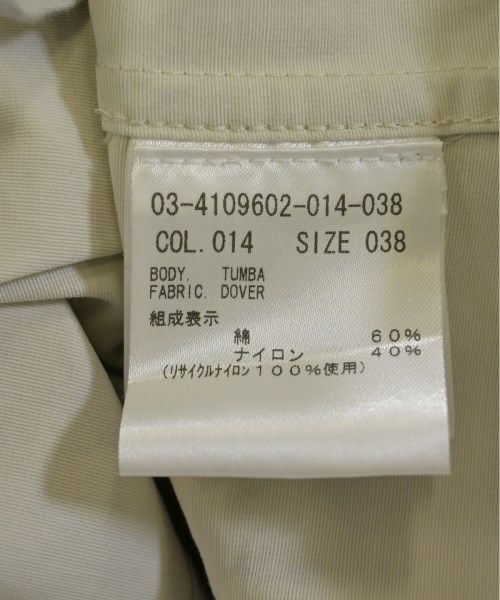 03-4109602-014-038
COL.014 SIZE 038
BODY. TUMBA
FABRIC. DOVER
組成表示
綿 60%
ナイロン 40%
(リサイクルナイロン100%使用)